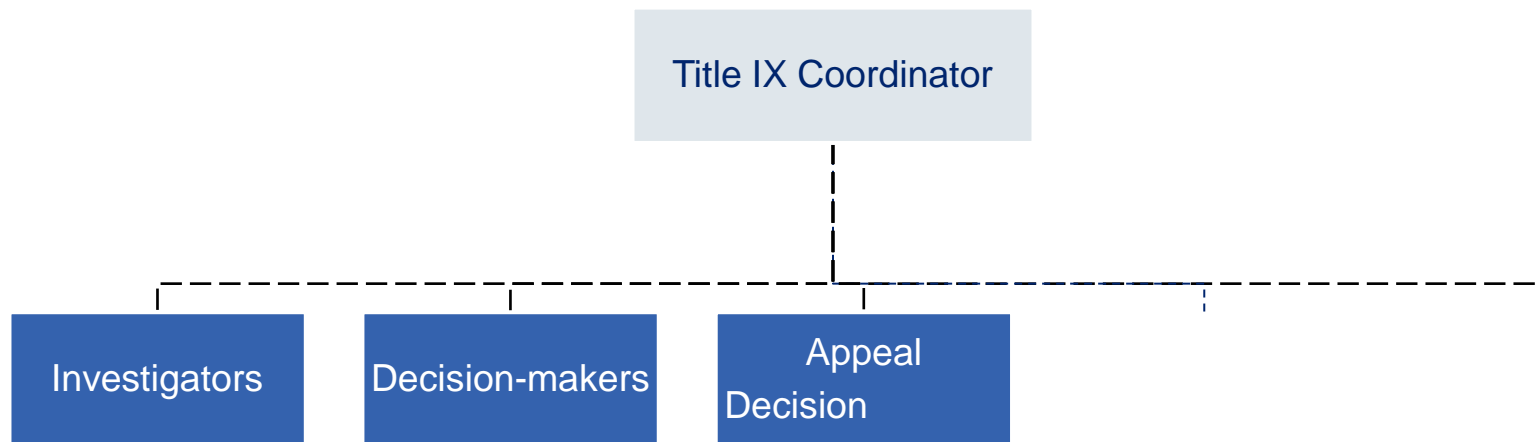 Title IX Coordinator
Investigators
Decision-makers
Appeal
Decision